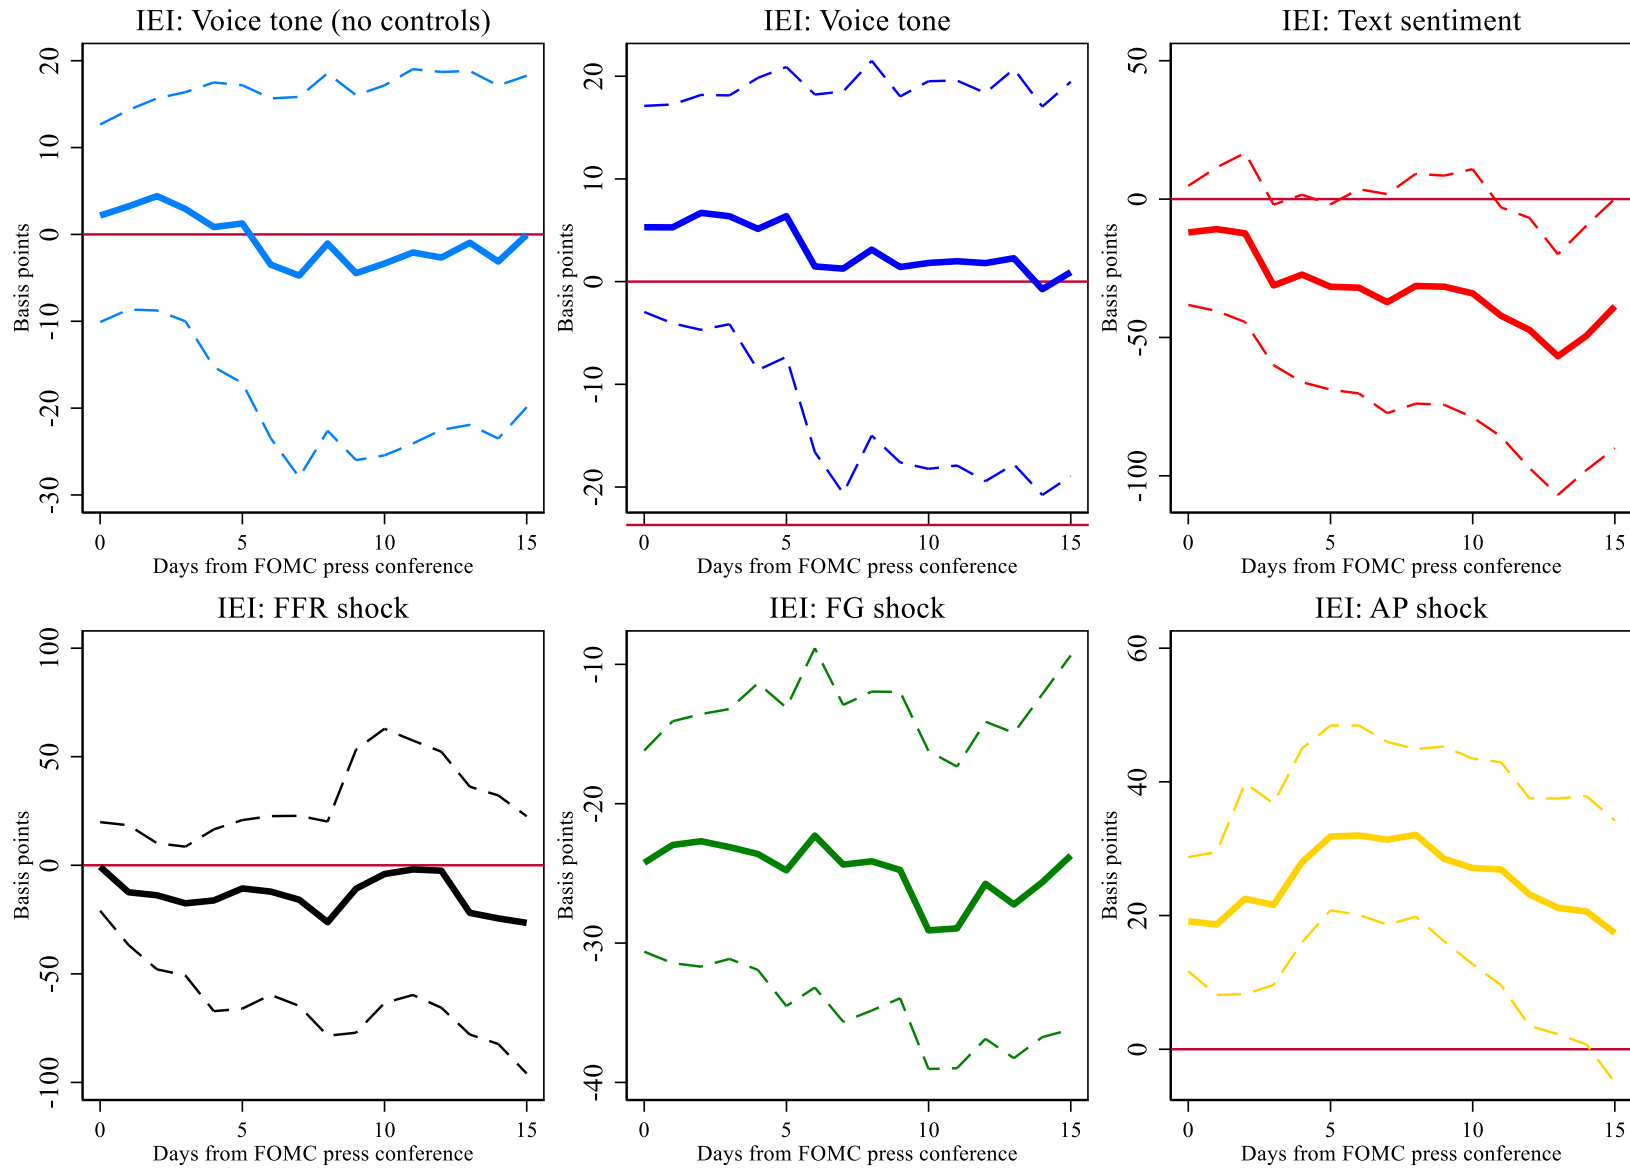 IEI: Voice tone (no controls)
Basis points
20
10
0
-10
-20
-30
0 5 10 15
Days from FOMC press conference
IEI: Voice tone
Basis points
20
10
0
-10
-20
0 5 10 15
Days from FOMC press conference
IEI: Text sentiment
Basis points
50
0
-50
-100
0 5 10 15
Days from FOMC press conference
IEI: FFR shock
Basis points
100
50
0
-50
-100
0 5 10 15
Days from FOMC press conference
IEI: FG shock
Basis points
-10
-20
-30
-40
0 5 10 15
Days from FOMC press conference
IEI: AP shock
Basis points
60
40
20
0
0 5 10 15
Days from FOMC press conference